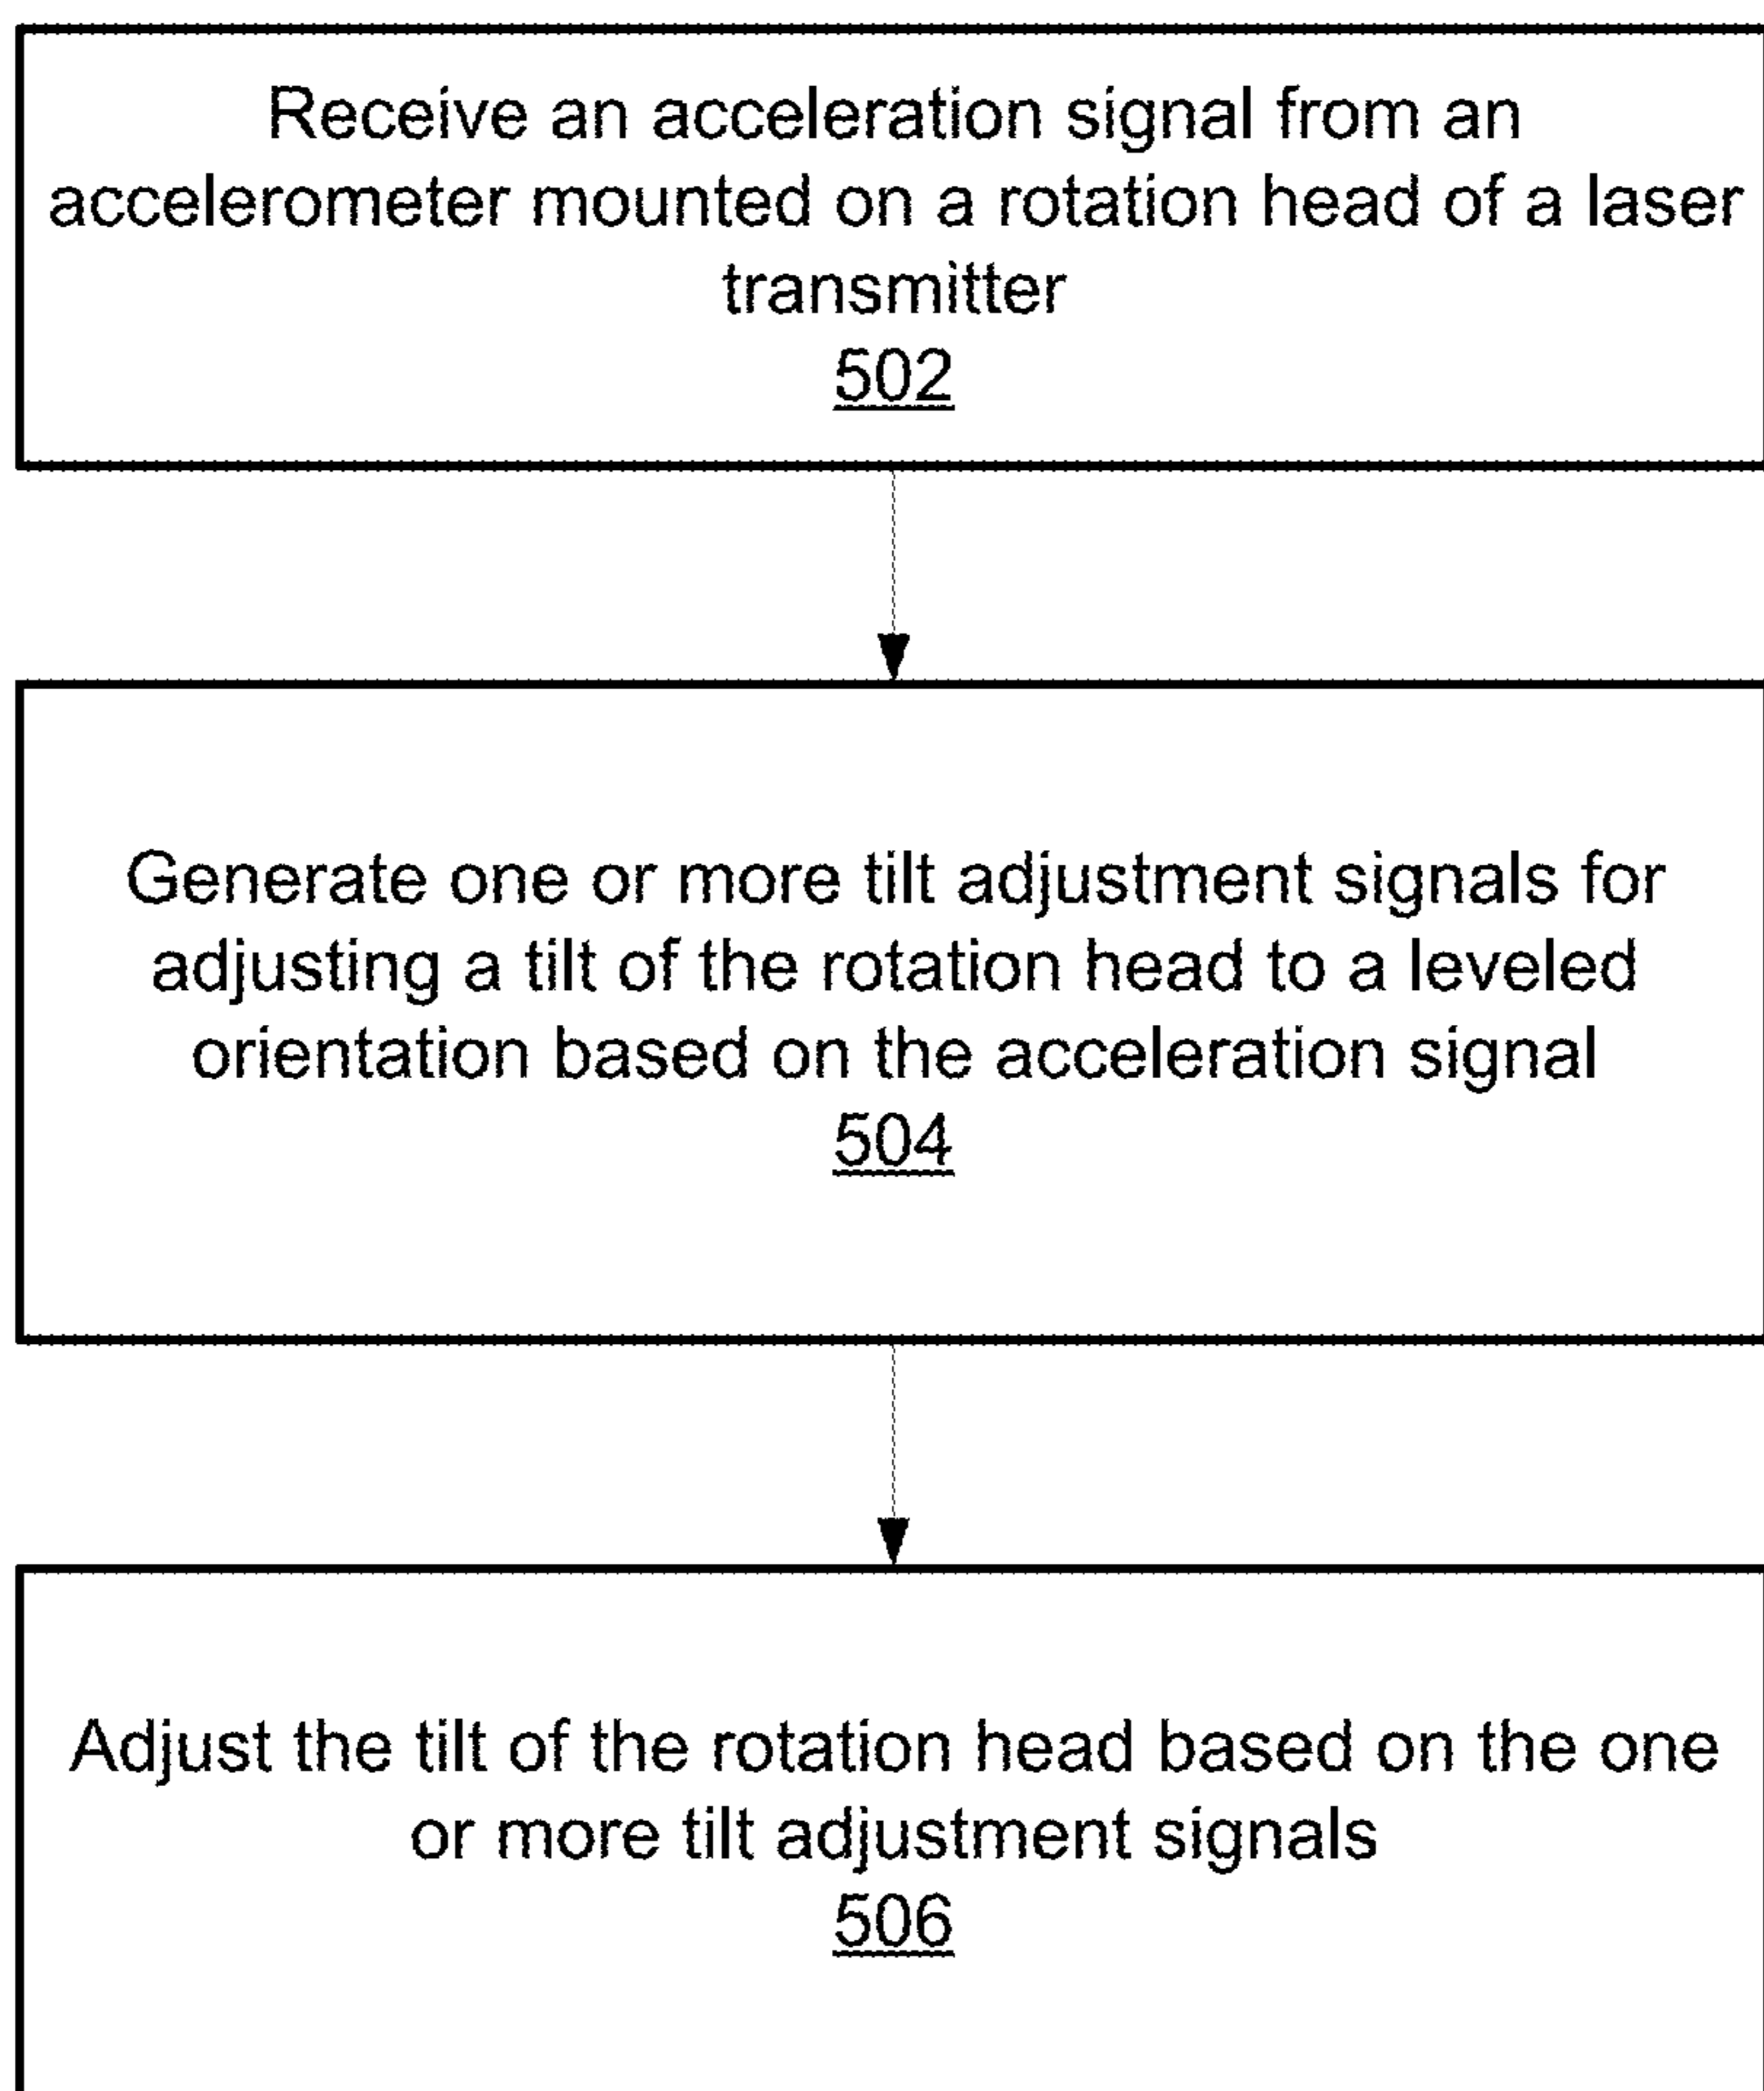 Receive an acceleration signal from an
accelerometer mounted on a rotation head of a laser
transmitter
502
Generate one or more tilt adjustment signals for
adjusting a tilt of the rotation head to a leveled
orientation based on the acceleration signal
504
Adjust the tilt of the rotation head based on the one
or more tilt adjustment signals
506